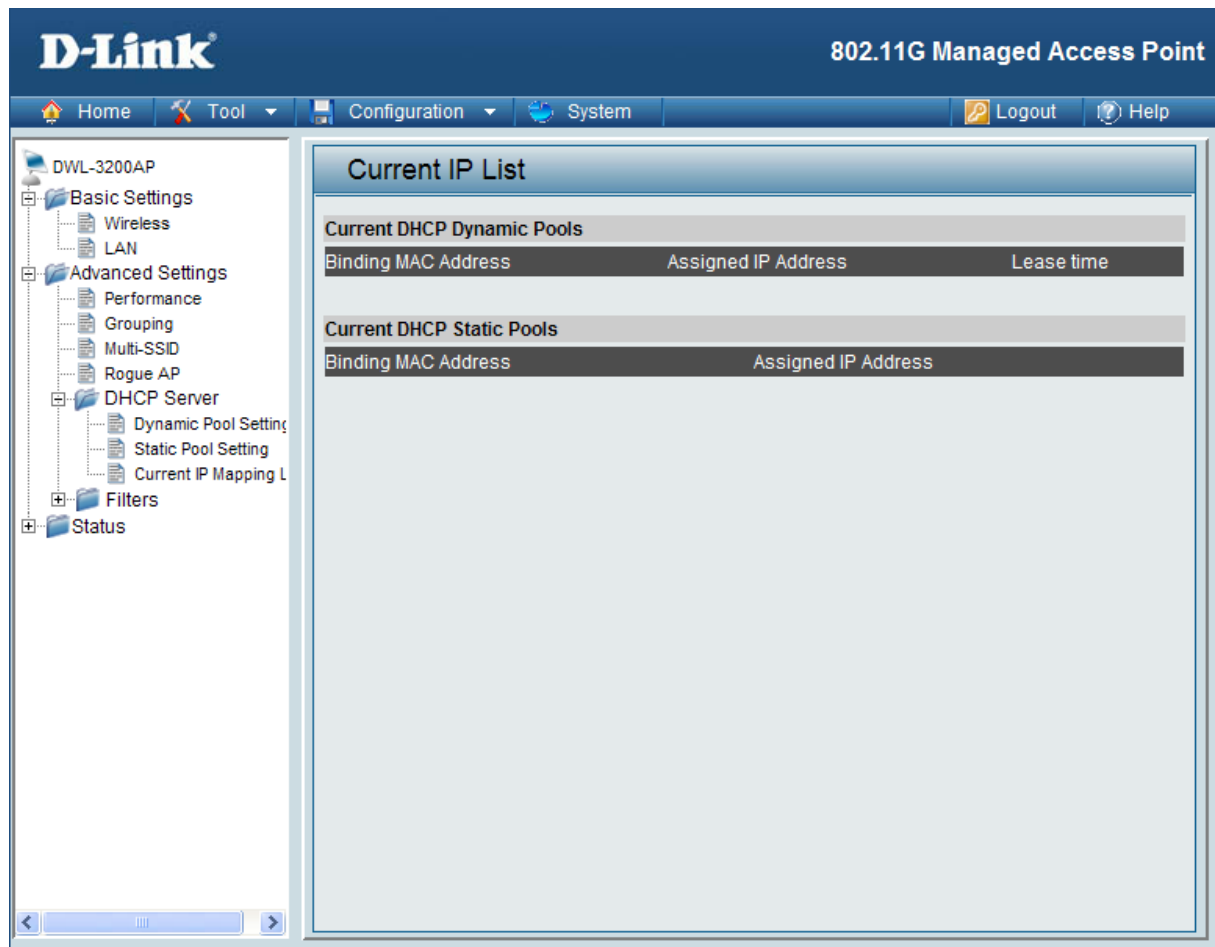 D-Link
802.11G Managed Access Point
Home Tool Configuration System Logout Help
DWL-3200AP
Basic Settings
Wireless
LAN
Advanced Settings
Performance
Grouping
Multi-SSID
Rogue AP
DHCP Server
Dynamic Pool Setting
Static Pool Setting
Current IP Mapping L
Filters
Status
Current IP List
Current DHCP Dynamic Pools
Binding MAC Address Assigned IP Address Lease time
Current DHCP Static Pools
Binding MAC Address Assigned IP Address